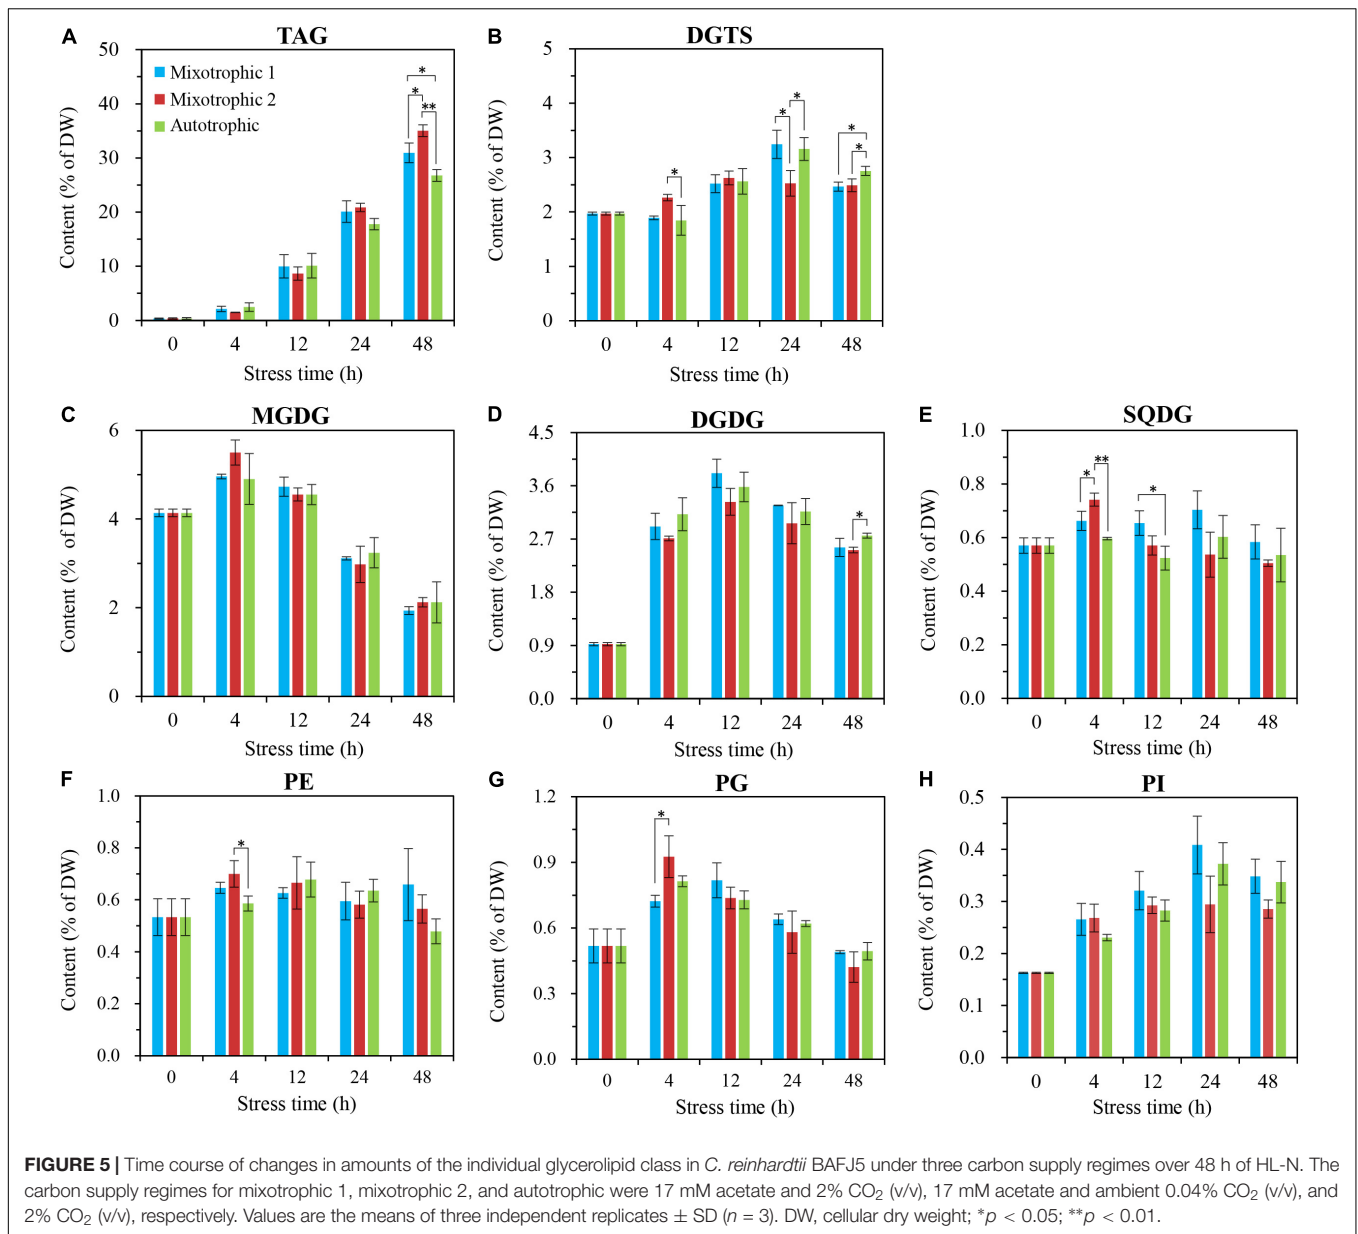 A TAG
Content (% of DW)
50
40
30
20
10
0
Mixotrophic 1
Mixotrophic 2
Autotrophic
* * **
0 4 12 24 48
Stress time (h)
B DGTS
Content (% of DW)
5
4
3
2
1
0
* * * * *
0 4 12 24 48
Stress time (h)
C MGDG
Content (% of DW)
6
4
2
0
0 4 12 24 48
Stress time (h)
D DGDG
Content (% of DW)
4.5
3.6
2.7
1.8
0.9
0.0
*
0 4 12 24 48
Stress time (h)
E SQDG
Content (% of DW)
1.0
0.8
0.6
0.4
0.2
0.0
* ** *
0 4 12 24 48
Stress time (h)
F PE
Content (% of DW)
1.0
0.8
0.6
0.4
0.2
0.0
*
0 4 12 24 48
Stress time (h)
G PG
Content (% of DW)
1.2
0.9
0.6
0.3
0.0
*
0 4 12 24 48
Stress time (h)
H PI
Content (% of DW)
0.5
0.4
0.3
0.2
0.1
0.0
0 4 12 24 48
Stress time (h)
FIGURE 5 | Time course of changes in amounts of the individual glycerolipid class in C. reinhardtii BAFJ5 under three carbon supply regimes over 48 h of HL-N. The
carbon supply regimes for mixotrophic 1, mixotrophic 2, and autotrophic were 17 mM acetate and 2% CO₂ (v/v), 17 mM acetate and ambient 0.04% CO₂ (v/v), and
2% CO₂ (v/v), respectively. Values are the means of three independent replicates ± SD (n = 3). DW, cellular dry weight; *p < 0.05; **p < 0.01.